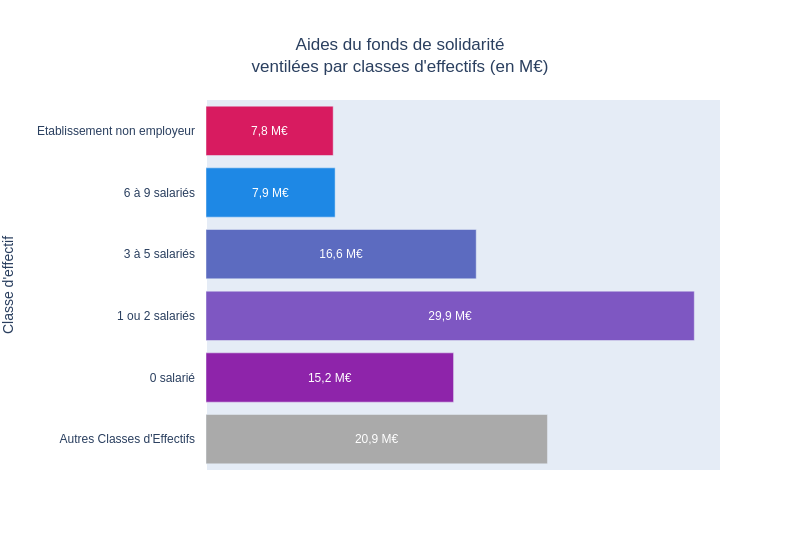 Aides du fonds de solidarité
ventilées par classes d'effectifs (en M€)
Classe d'effectif
Etablissement non employeur
7,8 M€
6 à 9 salariés
7,9 M€
3 à 5 salariés
16,6 M€
1 ou 2 salariés
29,9 M€
0 salarié
15,2 M€
Autres Classes d'Effectifs
20,9 M€